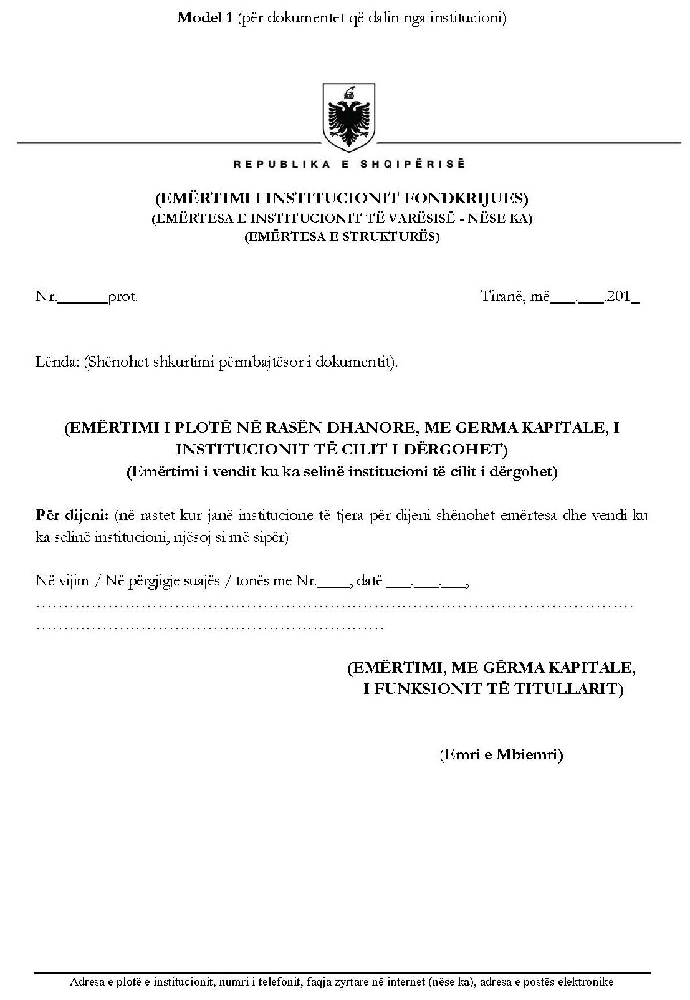 Model 1 (për dokumentet që dalin nga institucioni)
REPUBLIKA E SHQIPËRISË
(EMËRTIMI I INSTITUCIONIT FONDKRIJUES)
(EMËRTESA E INSTITUCIONIT TË VARËSISË - NËSE KA)
(EMËRTESA E STRUKTURËS)
Nr.______prot. Tiranë, më___.___.201_
Lënda: (Shënohet shkurtimi përmbajtësor i dokumentit).
(EMËRTIMI I PLOTË NË RASËN DHANORE, ME GERMA KAPITALE, I
INSTITUCIONIT TË CILIT I DËRGOHET)
(Emërtimi i vendit ku ka selinë institucioni të cilit i dërgohet)
Për dijeni: (në rastet kur janë institucione të tjera për dijeni shënohet emërtesa dhe vendi ku
ka selinë institucioni, njësoj si më sipër)
Në vijim / Në përgjigje suajës / tonës me Nr.____, datë ___.___.___,
……………………………………………………………………………………………
……………………………………………………
(EMËRTIMI, ME GËRMA KAPITALE,
I FUNKSIONIT TË TITULLARIT)
(Emri e Mbiemri)
Adresa e plotë e institucionit, numri i telefonit, faqja zyrtare në internet (nëse ka), adresa e postës elektronike